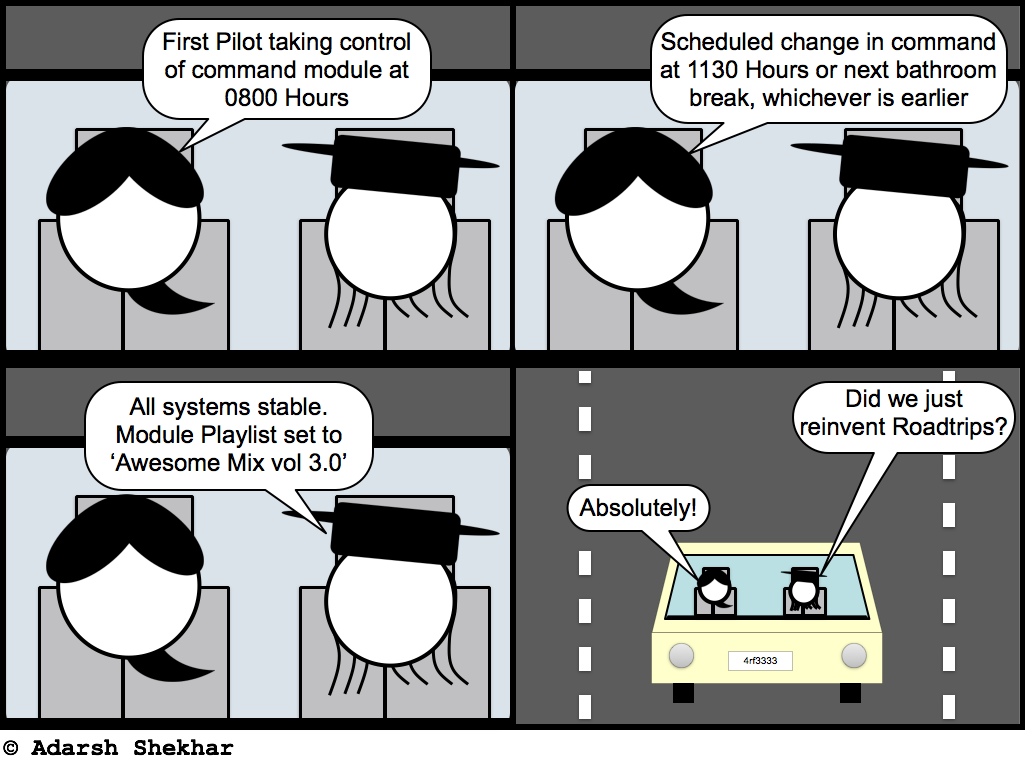 First Pilot taking control
of command module at
0800 Hours
Scheduled change in command
at 1130 Hours or next bathroom
break, whichever is earlier
All systems stable.
Module Playlist set to
‘Awesome Mix vol 3.0’
Did we just
reinvent Roadtrips?
Absolutely!
4rf3333
© Adarsh Shekhar